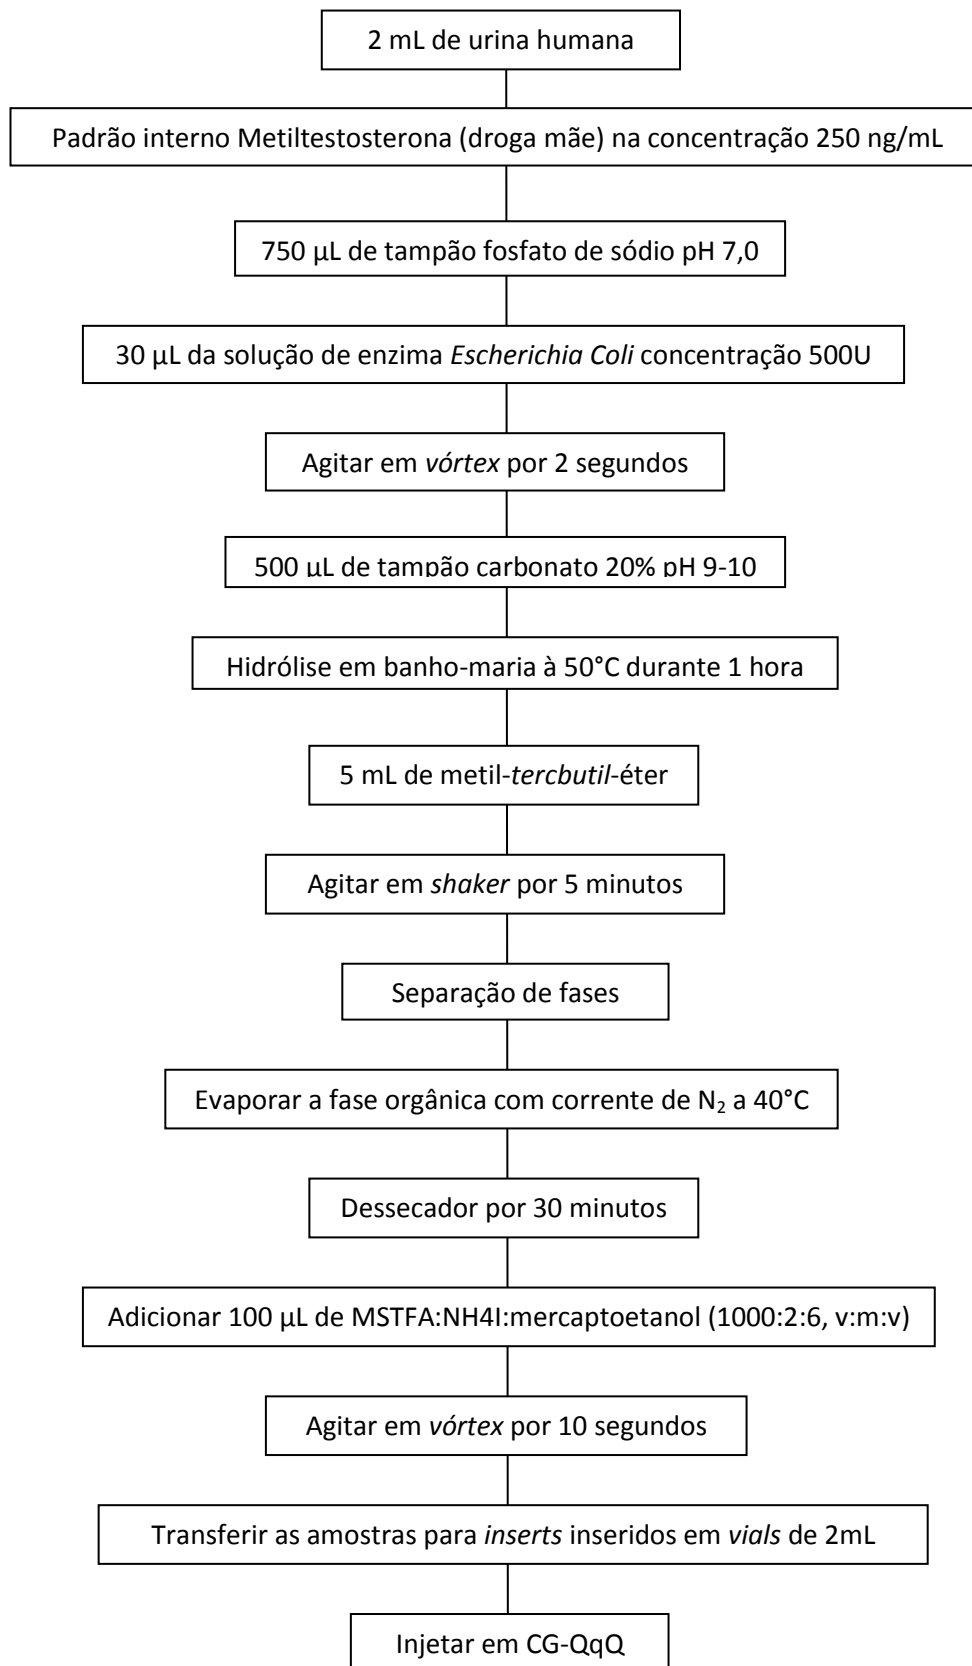 2 mL de urina humana
Padrão interno Metiltestosterona (droga mãe) na concentração 250 ng/mL
750 µL de tampão fosfato de sódio pH 7,0
30 µL da solução de enzima Escherichia Coli concentração 500U
Agitar em vórtex por 2 segundos
500 µL de tampão carbonato 20% pH 9-10
Hidrólise em banho-maria à 50°C durante 1 hora
5 mL de metil-tercbutil-éter
Agitar em shaker por 5 minutos
Separação de fases
Evaporar a fase orgânica com corrente de N₂ a 40°C
Dessecador por 30 minutos
Adicionar 100 µL de MSTFA:NH4I:mercaptoetanol (1000:2:6, v:m:v)
Agitar em vórtex por 10 segundos
Transferir as amostras para inserts inseridos em vials de 2mL
Injetar em CG-QqQ